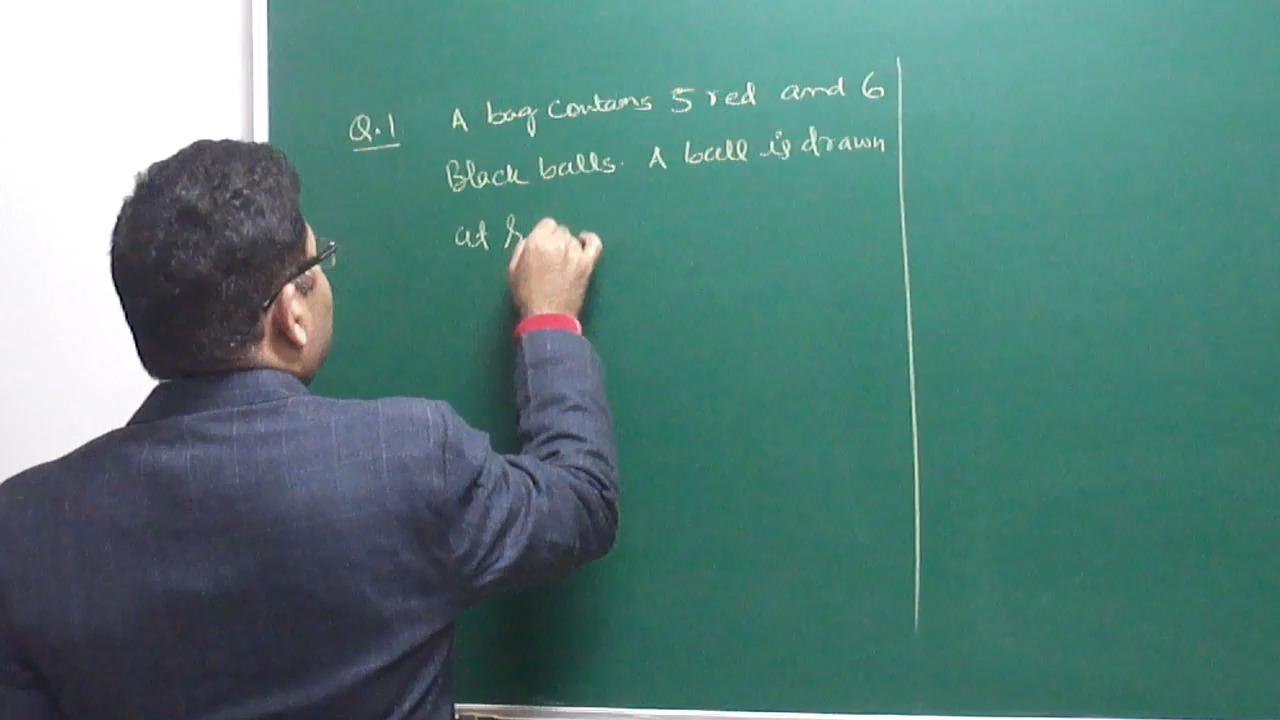 Q.1 A bag contains 5 red and 6
Black balls. A ball is drawn
at